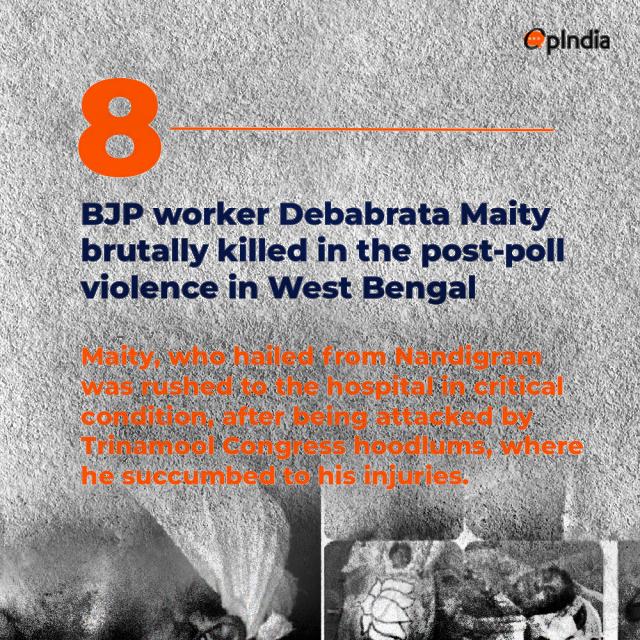 OpIndia
8
BJP worker Debabrata Maity
brutally killed in the post-poll
violence in West Bengal
Maity, who hailed from Nandigram
was rushed to the hospital in critical
condition, after being attacked by
Trinamool Congress hoodlums, where
he succumbed to his injuries.